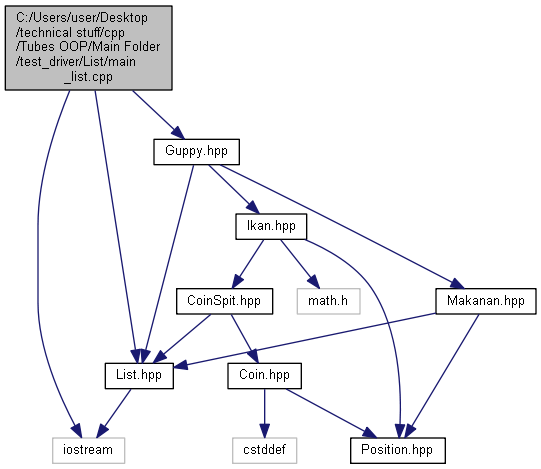 C:/Users/user/Desktop
/technical stuff/cpp
/Tubes OOP/Main Folder
/test_driver/List/main
_list.cpp
Guppy.hpp
Ikan.hpp
CoinSpit.hpp
math.h
Makanan.hpp
List.hpp
Coin.hpp
iostream
cstddef
Position.hpp